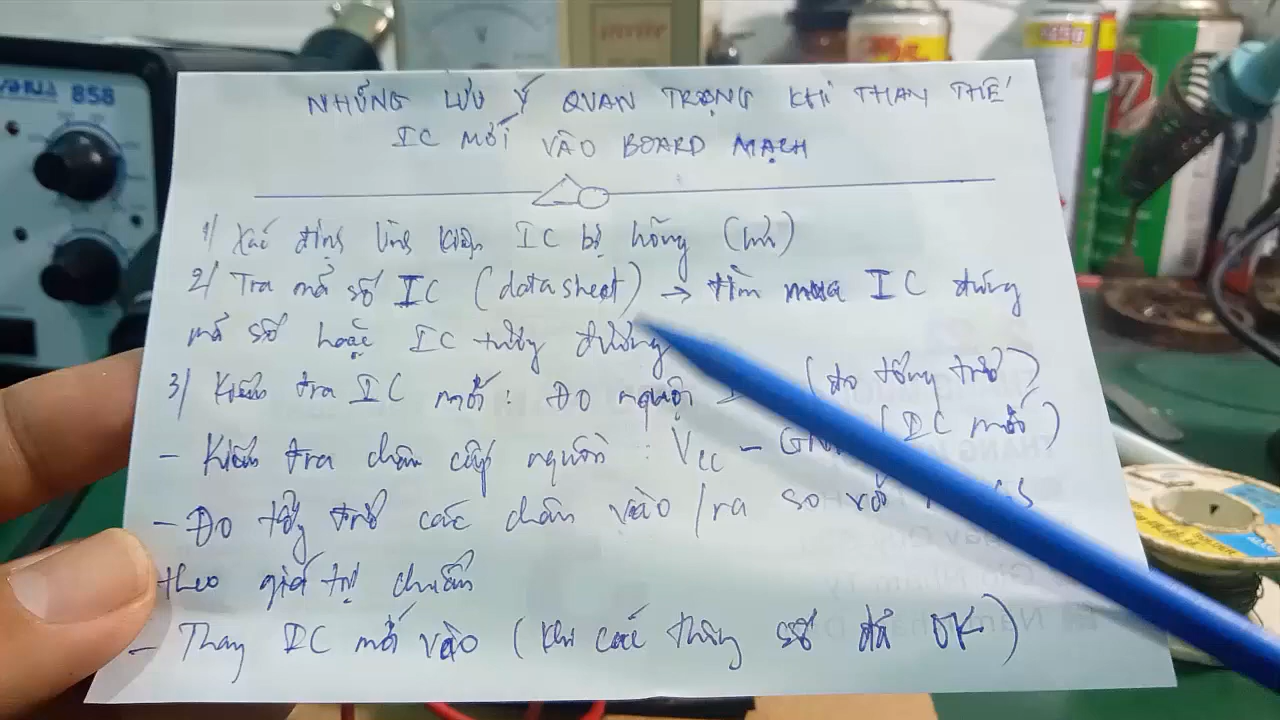 858
NHỮNG LƯU Ý QUAN TRỌNG KHI THAY THẾ
IC MỚI VÀO BOARD MẠCH
1/ Xác định linh kiện IC bị hỏng (hư)
2/ Tra mã số IC (datasheet) → tìm mua IC đúng
mã số hoặc IC tương đương
3/ Kiểm tra IC mới: Đo nguội (đo tổng trở)
- Kiểm tra chân cấp nguồn: Vcc - (IC mới)
- Đo tổng trở các chân vào/ra so với
theo giá trị chuẩn
- Thay IC mới vào (khi các thông số đã OK)